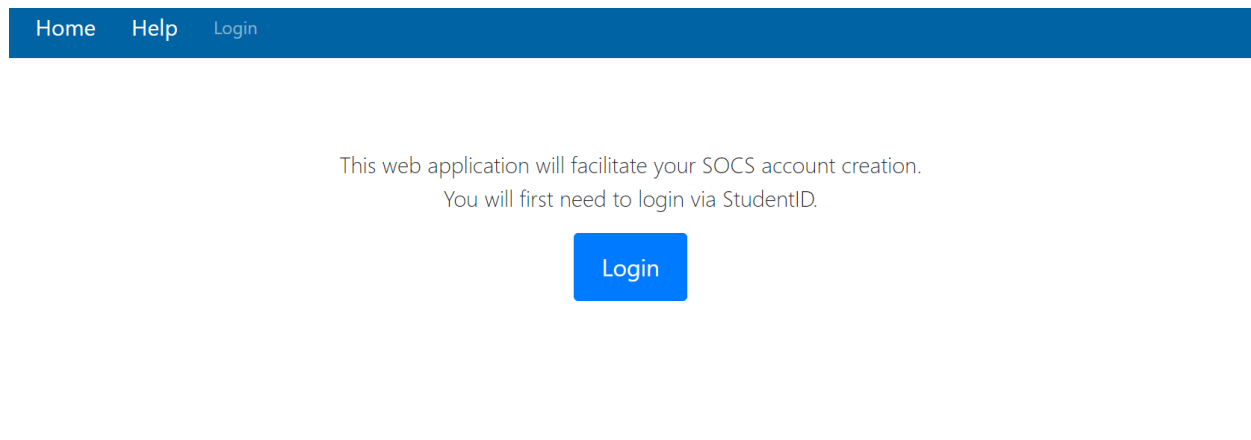 Home Help Login
This web application will facilitate your SOCS account creation.
You will first need to login via StudentID.
Login